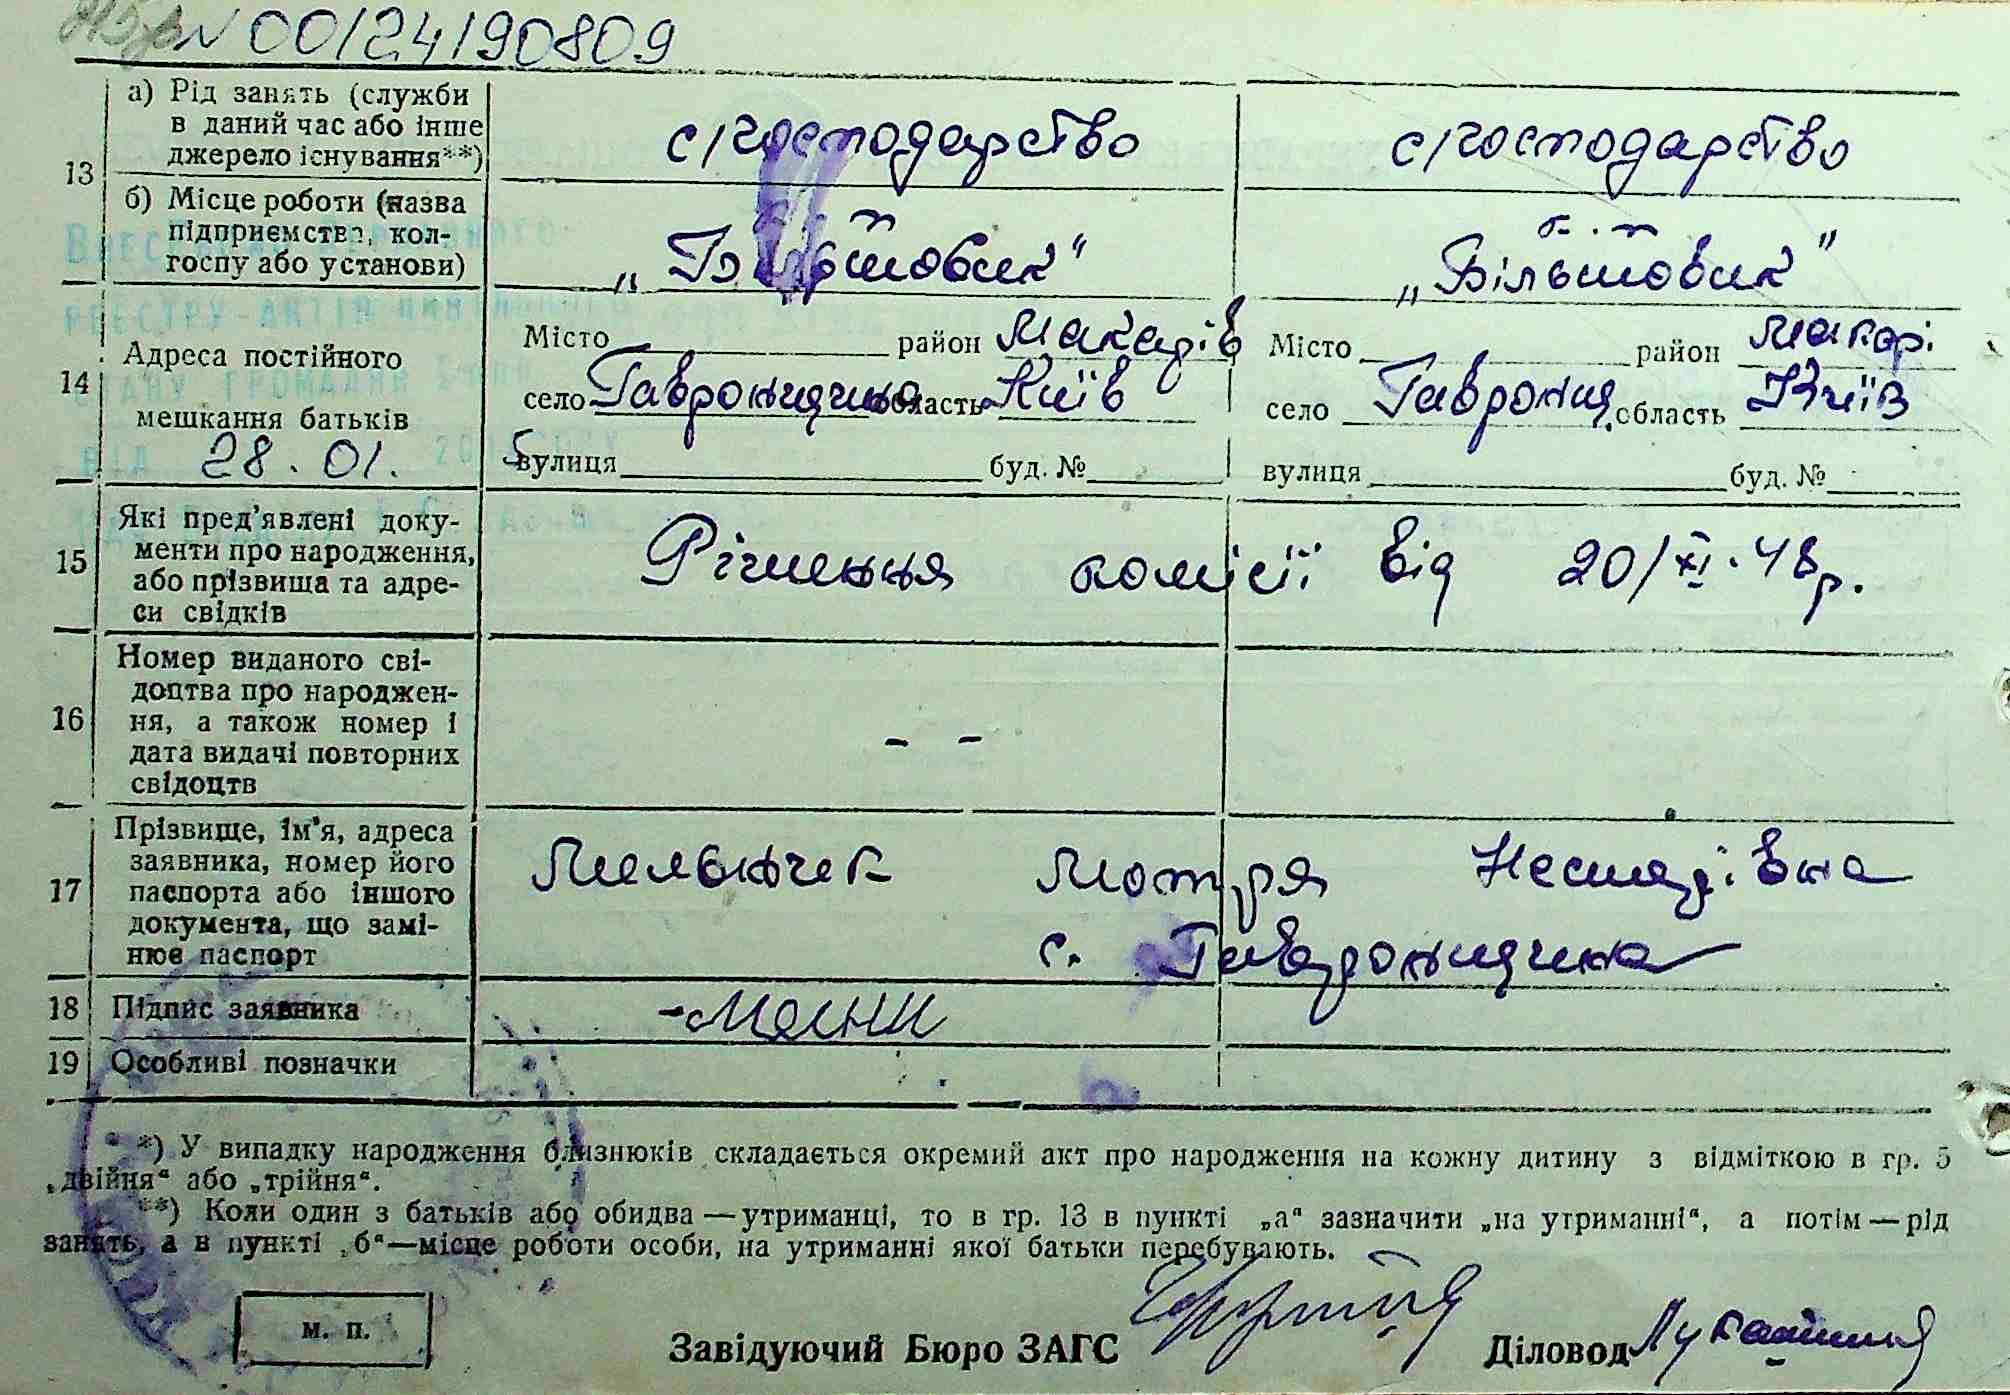 N 00124190809
13 а) Рід занять (служби в даний час або інше джерело існування**) с/господарство с/господарство
б) Місце роботи (назва підприємства, колгоспу або установи) „Більшовик" „Більшовик"
14 Адреса постійного мешкання батьків
Місто район Макарів Місто район Макарі
село Гавронщина область Київ село Гавронщ область Київ
28.01. вулиця буд. № вулиця буд. №
15 Які пред'явлені документи про народження, або прізвища та адреси свідків Рішення комісії від 20/XI.48р.
16 Номер виданого свідоцтва про народження, а також номер і дата видачі повторних свідоцтв - -
17 Прізвище, ім'я, адреса заявника, номер його паспорта або іншого документа, що замінює паспорт Мотря
с. Гавронщина
18 Підпис заявника
19 Особливі позначки
*) У випадку народження близнюків складається окремий акт про народження на кожну дитину з відміткою в гр. 5
„двійня" або „трійня".
**) Коли один з батьків або обидва—утриманці, то в гр. 13 в пункті „а" зазначити „на утриманні", а потім—рід
занять, а в пункті „б"—місце роботи особи, на утриманні якої батьки перебувають.
м. п.
Завідуючий Бюро ЗАГС Діловод